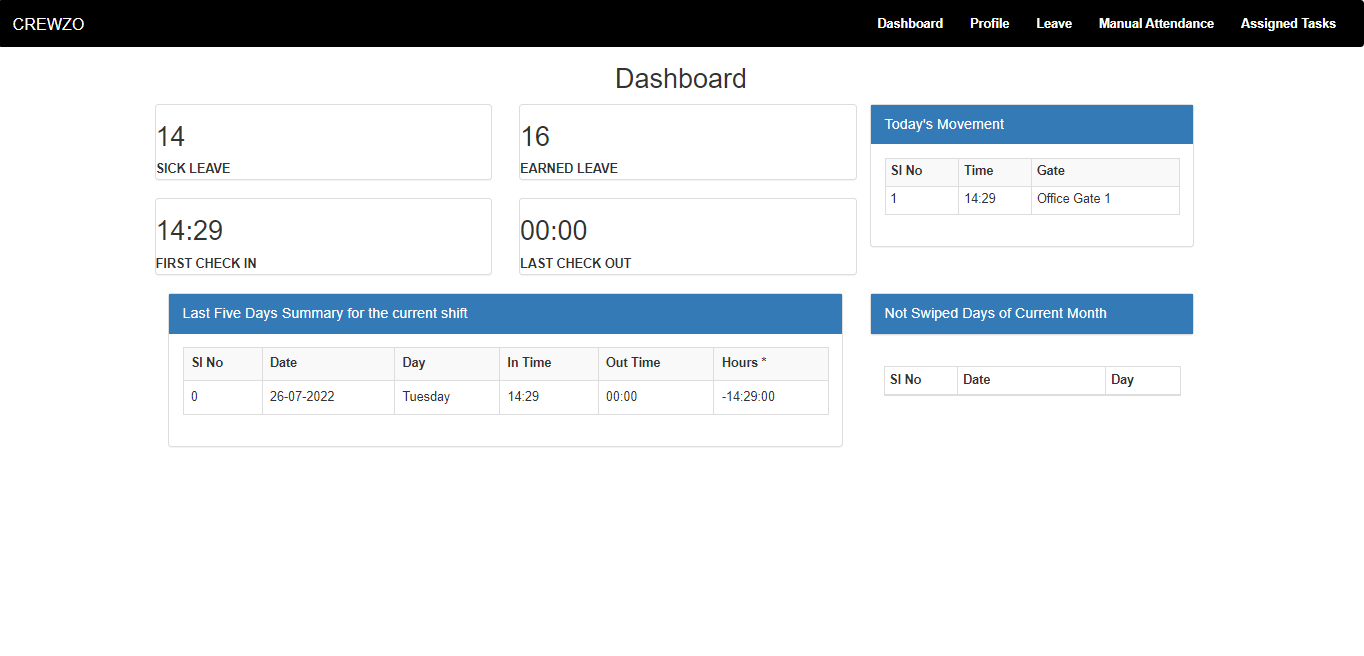 CREWZO Dashboard Profile Leave Manual Attendance Assigned Tasks
Dashboard
14
SICK LEAVE
16
EARNED LEAVE
14:29
FIRST CHECK IN
00:00
LAST CHECK OUT
Today's Movement
Sl No Time Gate
1 14:29 Office Gate 1
Last Five Days Summary for the current shift
Sl No Date Day In Time Out Time Hours *
0 26-07-2022 Tuesday 14:29 00:00 -14:29:00
Not Swiped Days of Current Month
Sl No Date Day